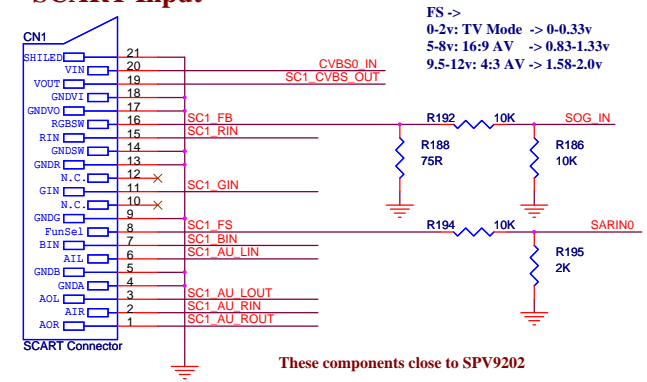 SCART Input
FS ->
0-2v: TV Mode -> 0-0.33v
5-8v: 16:9 AV -> 0.83-1.33v
9.5-12v: 4:3 AV -> 1.58-2.0v
CN1
SHILED 21
VIN 20 CVBS0_IN
VOUT 19 SC1_CVBS_OUT
GNDVI 18
GNDVO 17
RGBSW 16 SC1_FB
RIN 15 SC1_RIN
GNDSW 14
GNDR 13
N.C. 12
GIN 11 SC1_GIN
N.C. 10
GNDG 9
FunSel 8 SC1_FS
BIN 7 SC1_BIN
AIL 6 SC1_AU_LIN
GNDB 5
GNDA 4
AOL 3 SC1_AU_LOUT
AIR 2 SC1_AU_RIN
AOR 1 SC1_AU_ROUT
SCART Connector
R192 10K SOG_IN
R188
75R
R186
10K
R194 10K SARIN0
R195
2K
These components close to SPV9202